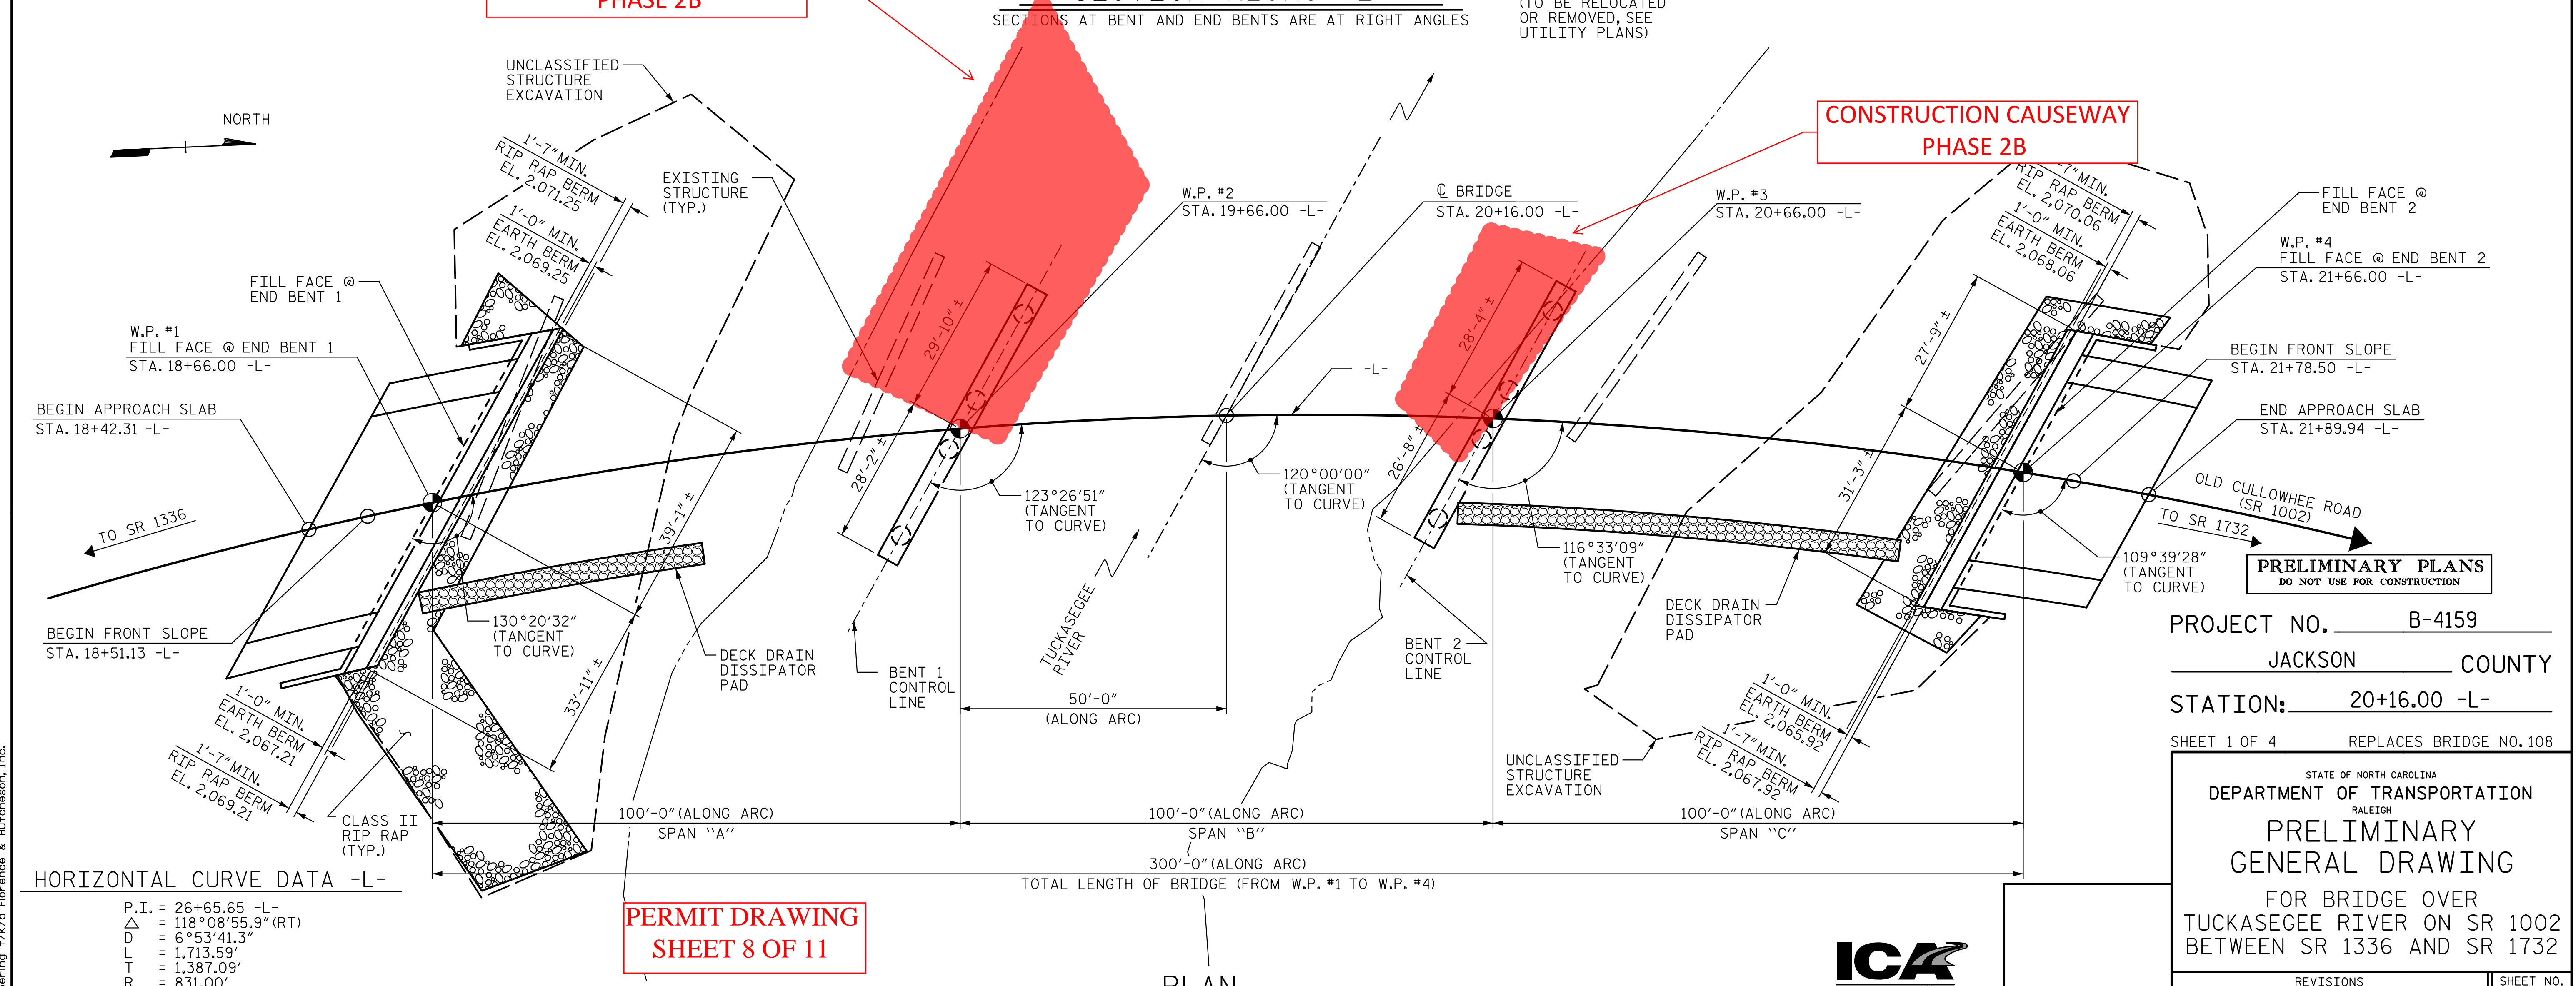 PHASE 2B
SECTIONS AT BENT AND END BENTS ARE AT RIGHT ANGLES
(TO BE RELOCATED
OR REMOVED, SEE
UTILITY PLANS)
UNCLASSIFIED
STRUCTURE
EXCAVATION
NORTH
1'-7" MIN.
RIP RAP BERM
EL. 2,071.25
1'-0" MIN.
EARTH BERM
EL. 2,069.25
EXISTING
STRUCTURE
(TYP.)
W.P. #2
STA. 19+66.00 -L-
℄ BRIDGE
STA. 20+16.00 -L-
W.P. #3
STA. 20+66.00 -L-
CONSTRUCTION CAUSEWAY
PHASE 2B
-7" MIN.
RIP RAP BERM
EL. 2,070.06
1'-0" MIN.
EARTH BERM
EL. 2,068.06
FILL FACE @
END BENT 2
W.P. #4
FILL FACE @ END BENT 2
STA. 21+66.00 -L-
FILL FACE @
END BENT 1
W.P. #1
FILL FACE @ END BENT 1
STA. 18+66.00 -L-
BEGIN APPROACH SLAB
STA. 18+42.31 -L-
29'-10" ±
28'-2" ±
28'-4" ±
26'-8" ±
27'-9" ±
31'-3" ±
-L-
BEGIN FRONT SLOPE
STA. 21+78.50 -L-
END APPROACH SLAB
STA. 21+89.94 -L-
TO SR 1336
39'-1" ±
33'-11" ±
123°26'51"
(TANGENT
TO CURVE)
120°00'00"
(TANGENT
TO CURVE)
116°33'09"
(TANGENT
TO CURVE)
109°39'28"
(TANGENT
TO CURVE)
OLD CULLOWHEE ROAD
(SR 1002)
TO SR 1732
PRELIMINARY PLANS
DO NOT USE FOR CONSTRUCTION
BEGIN FRONT SLOPE
STA. 18+51.13 -L-
130°20'32"
(TANGENT
TO CURVE)
DECK DRAIN
DISSIPATOR
PAD
BENT 1
CONTROL
LINE
TUCKASEGEE
RIVER
50'-0"
(ALONG ARC)
BENT 2
CONTROL
LINE
DECK DRAIN
DISSIPATOR
PAD
PROJECT NO. B-4159
JACKSON COUNTY
STATION: 20+16.00 -L-
SHEET 1 OF 4 REPLACES BRIDGE NO. 108
1'-0" MIN.
EARTH BERM
EL. 2,067.21
1'-7" MIN.
RIP RAP BERM
EL. 2,069.21
CLASS II
RIP RAP
(TYP.)
UNCLASSIFIED
STRUCTURE
EXCAVATION
1'-0" MIN.
EARTH BERM
EL. 2,065.92
1'-7" MIN.
RIP RAP BERM
EL. 2,067.92
100'-0" (ALONG ARC)
SPAN "A"
100'-0" (ALONG ARC)
SPAN "B"
100'-0" (ALONG ARC)
SPAN "C"
300'-0" (ALONG ARC)
TOTAL LENGTH OF BRIDGE (FROM W.P. #1 TO W.P. #4)
HORIZONTAL CURVE DATA -L-
P.I. = 26+65.65 -L-
△ = 118°08'55.9" (RT)
D = 6°53'41.3"
L = 1,713.59'
T = 1,387.09'
R = 831.00'
PERMIT DRAWING
SHEET 8 OF 11
PLAN
ICA
STATE OF NORTH CAROLINA
DEPARTMENT OF TRANSPORTATION
RALEIGH
PRELIMINARY
GENERAL DRAWING
FOR BRIDGE OVER
TUCKASEGEE RIVER ON SR 1002
BETWEEN SR 1336 AND SR 1732
REVISIONS
SHEET NO.